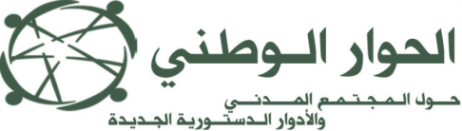 الحوار الوطني
حول المجتمع المدني
والأدوار الدستورية الجديدة